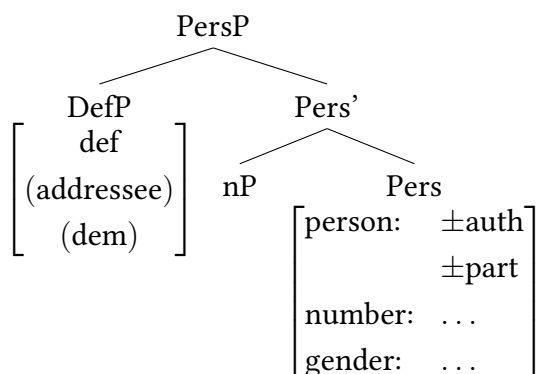 PersP
DefP Pers’
def
(addressee) nP Pers
(dem) person: ±auth
±part
number: ...
gender: ...